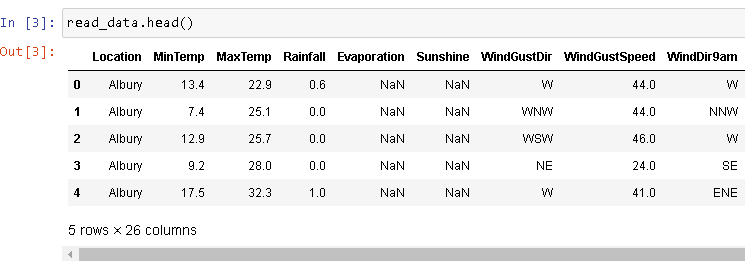 In [3]: read_data.head()
Out[3]:
Location MinTemp MaxTemp Rainfall Evaporation Sunshine WindGustDir WindGustSpeed WindDir9am
0 Albury 13.4 22.9 0.6 NaN NaN W 44.0 W
1 Albury 7.4 25.1 0.0 NaN NaN WNW 44.0 NNW
2 Albury 12.9 25.7 0.0 NaN NaN WSW 46.0 W
3 Albury 9.2 28.0 0.0 NaN NaN NE 24.0 SE
4 Albury 17.5 32.3 1.0 NaN NaN W 41.0 ENE
5 rows × 26 columns